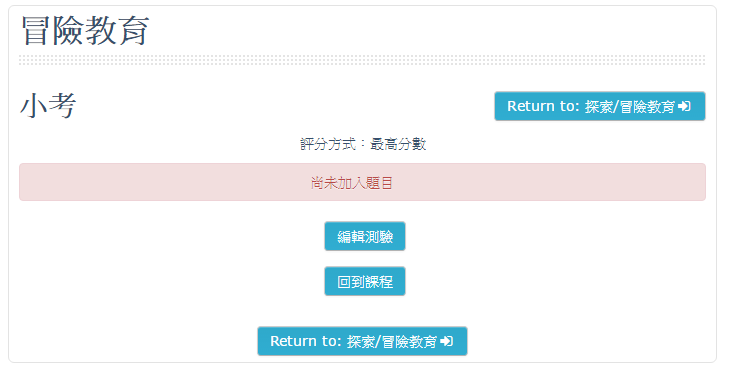 冒險教育
小考
Return to: 探索/冒險教育
評分方式：最高分數
尚未加入題目
編輯測驗
回到課程
Return to: 探索/冒險教育